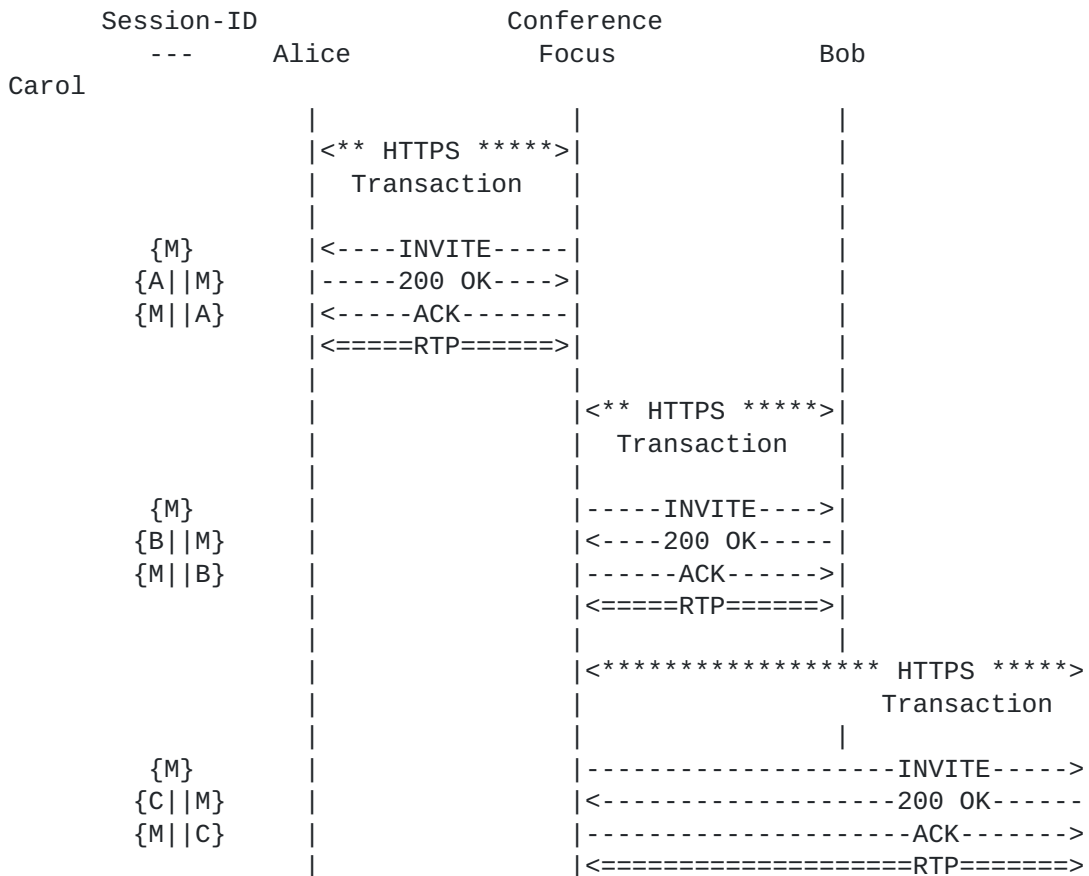 Session-ID                Conference
         ---     Alice            Focus             Bob
Carol
                   |                |                |
                   |<** HTTPS *****>|                |
                   |  Transaction   |                |
                   |                |                |
         {M}       |<----INVITE-----|                |
        {A||M}     |-----200 OK---->|                |
        {M||A}     |<-----ACK-------|                |
                   |<=====RTP======>|                |
                   |                |                |
                   |                |<** HTTPS *****>|
                   |                |  Transaction   |
                   |                |                |
         {M}       |                |-----INVITE---->|
        {B||M}     |                |<----200 OK-----|
        {M||B}     |                |------ACK------>|
                   |                |<=====RTP======>|
                   |                |                |
                   |                |<****************** HTTPS *****>
                   |                |                   Transaction
                   |                |                |
         {M}       |                |--------------------INVITE----->
        {C||M}     |                |<-------------------200 OK------
        {M||C}     |                |---------------------ACK------->
                   |                |<====================RTP=======>